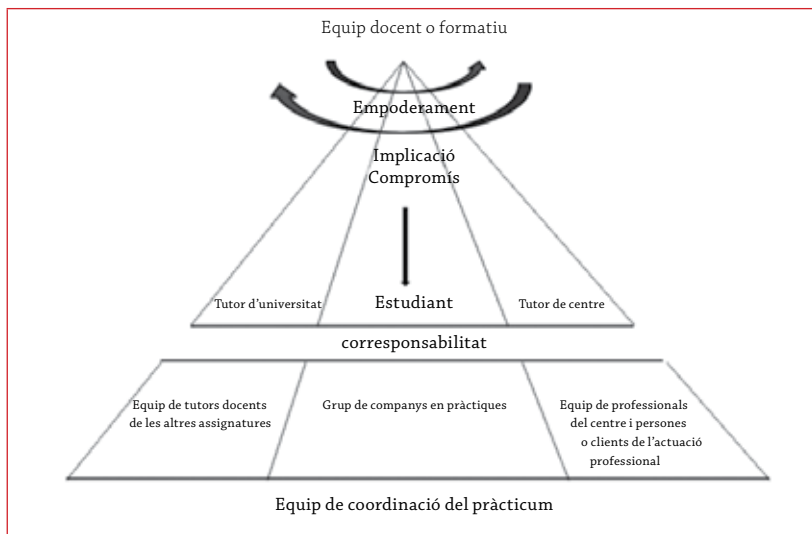 Equip docent o formatiu
Empoderament
Implicació
Compromís
Tutor d'universitat
Estudiant
Tutor de centre
corresponsabilitat
Equip de tutors docents
de les altres assignatures
Grup de companys en pràctiques
Equip de professionals
del centre i persones
o clients de l'actuació
professional
Equip de coordinació del pràcticum